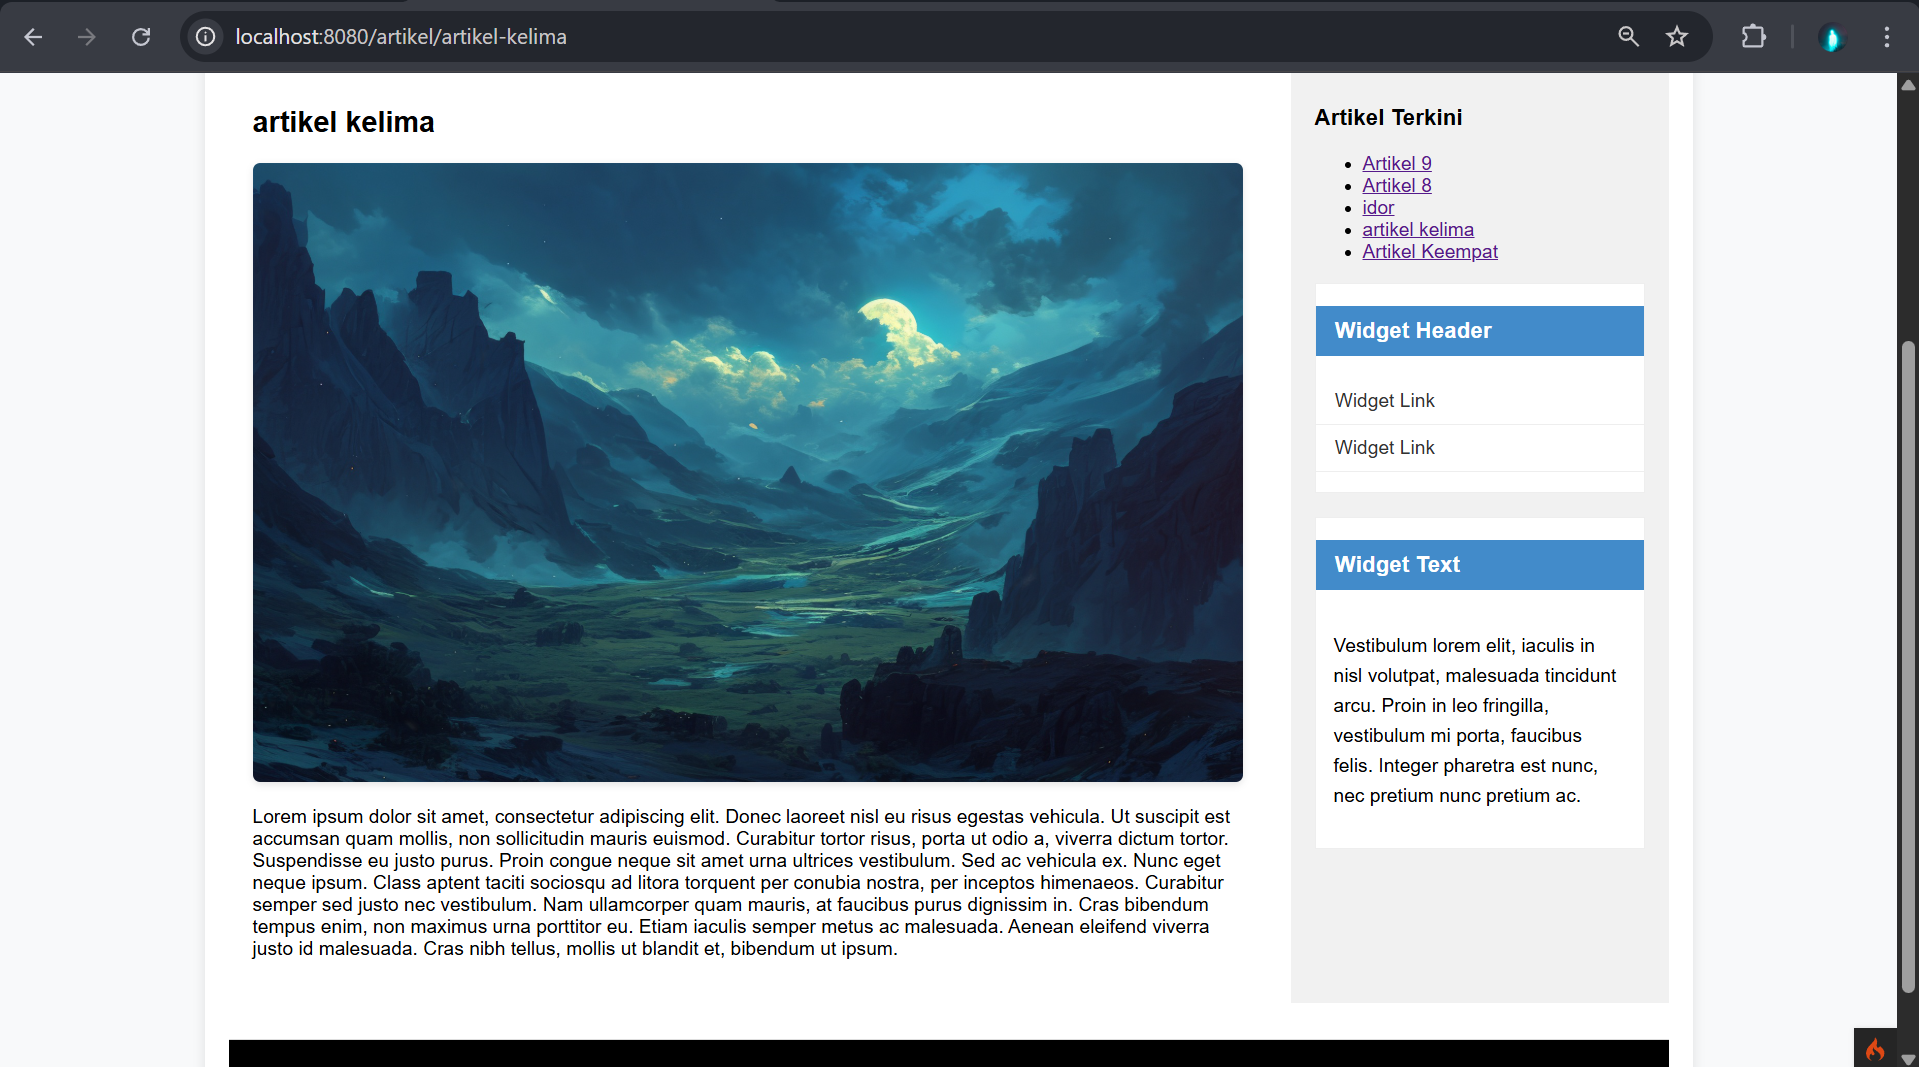 localhost:8080/artikel/artikel-kelima
artikel kelima
Lorem ipsum dolor sit amet, consectetur adipiscing elit. Donec laoreet nisl eu risus egestas vehicula. Ut suscipit est
accumsan quam mollis, non sollicitudin mauris euismod. Curabitur tortor risus, porta ut odio a, viverra dictum tortor.
Suspendisse eu justo purus. Proin congue neque sit amet urna ultrices vestibulum. Sed ac vehicula ex. Nunc eget
neque ipsum. Class aptent taciti sociosqu ad litora torquent per conubia nostra, per inceptos himenaeos. Curabitur
semper sed justo nec vestibulum. Nam ullamcorper quam mauris, at faucibus purus dignissim in. Cras bibendum
tempus enim, non maximus urna porttitor eu. Etiam iaculis semper metus ac malesuada. Aenean eleifend viverra
justo id malesuada. Cras nibh tellus, mollis ut blandit et, bibendum ut ipsum.
Artikel Terkini
Artikel 9
Artikel 8
idor
artikel kelima
Artikel Keempat
Widget Header
Widget Link
Widget Link
Widget Text
Vestibulum lorem elit, iaculis in
nisl volutpat, malesuada tincidunt
arcu. Proin in leo fringilla,
vestibulum mi porta, faucibus
felis. Integer pharetra est nunc,
nec pretium nunc pretium ac.